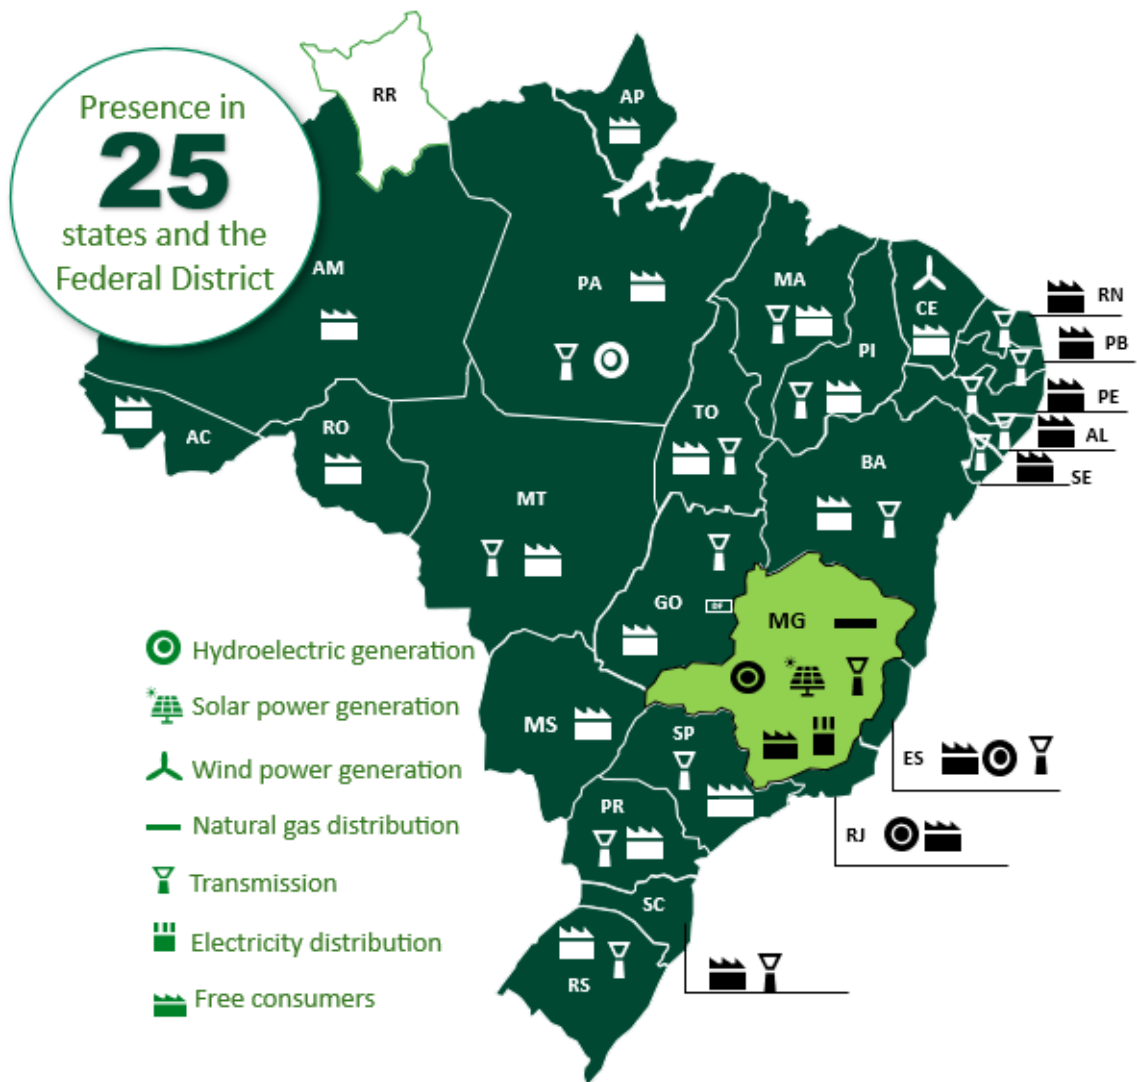 Presence in
25
states and the
Federal District
RR
AP
AM
PA
MA
CE
RN
PB
PI
PE
TO
AL
AC
RO
BA
SE
MT
GO
DF
MG
Hydroelectric generation
Solar power generation
MS
SP
Wind power generation
ES
PR
Natural gas distribution
RJ
Transmission
SC
Electricity distribution
RS
Free consumers